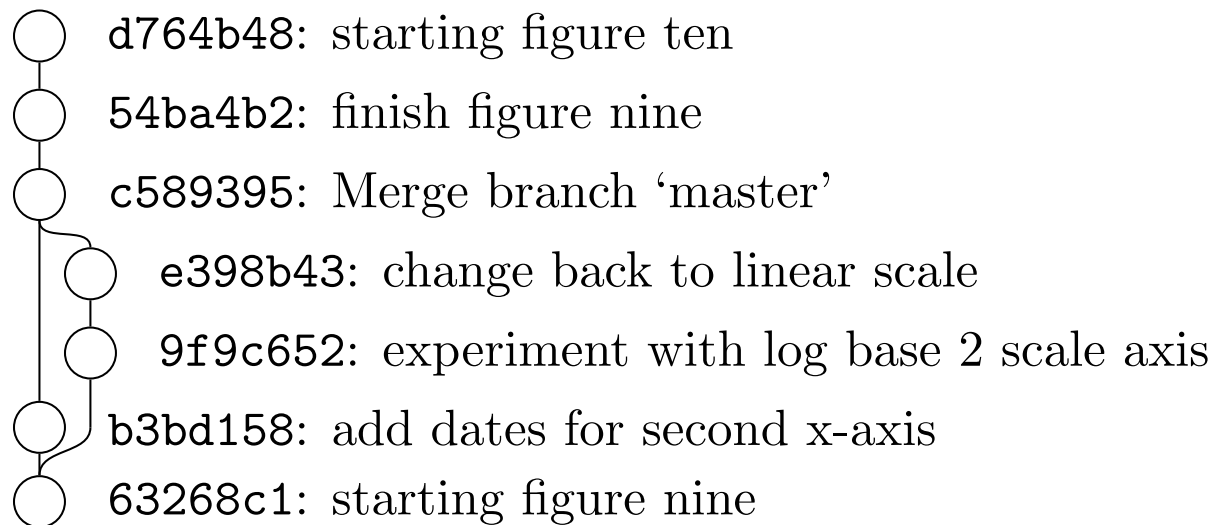 d764b48: starting figure ten
54ba4b2: finish figure nine
c589395: Merge branch ‘master’
e398b43: change back to linear scale
9f9c652: experiment with log base 2 scale axis
b3bd158: add dates for second x-axis
63268c1: starting figure nine